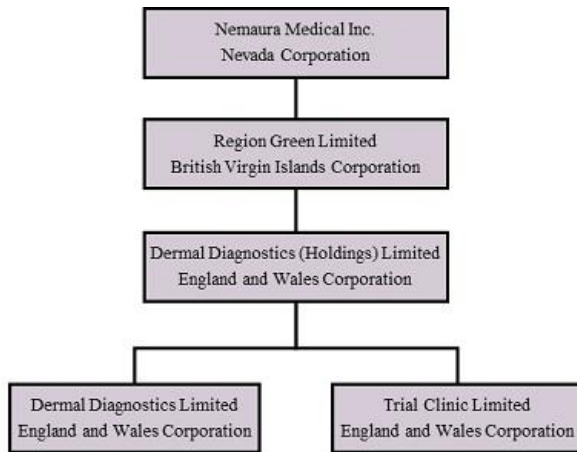 Nemaura Medical Inc.
Nevada Corporation
Region Green Limited
British Virgin Islands Corporation
Dermal Diagnostics (Holdings) Limited
England and Wales Corporation
Dermal Diagnostics Limited
England and Wales Corporation
Trial Clinic Limited
England and Wales Corporation